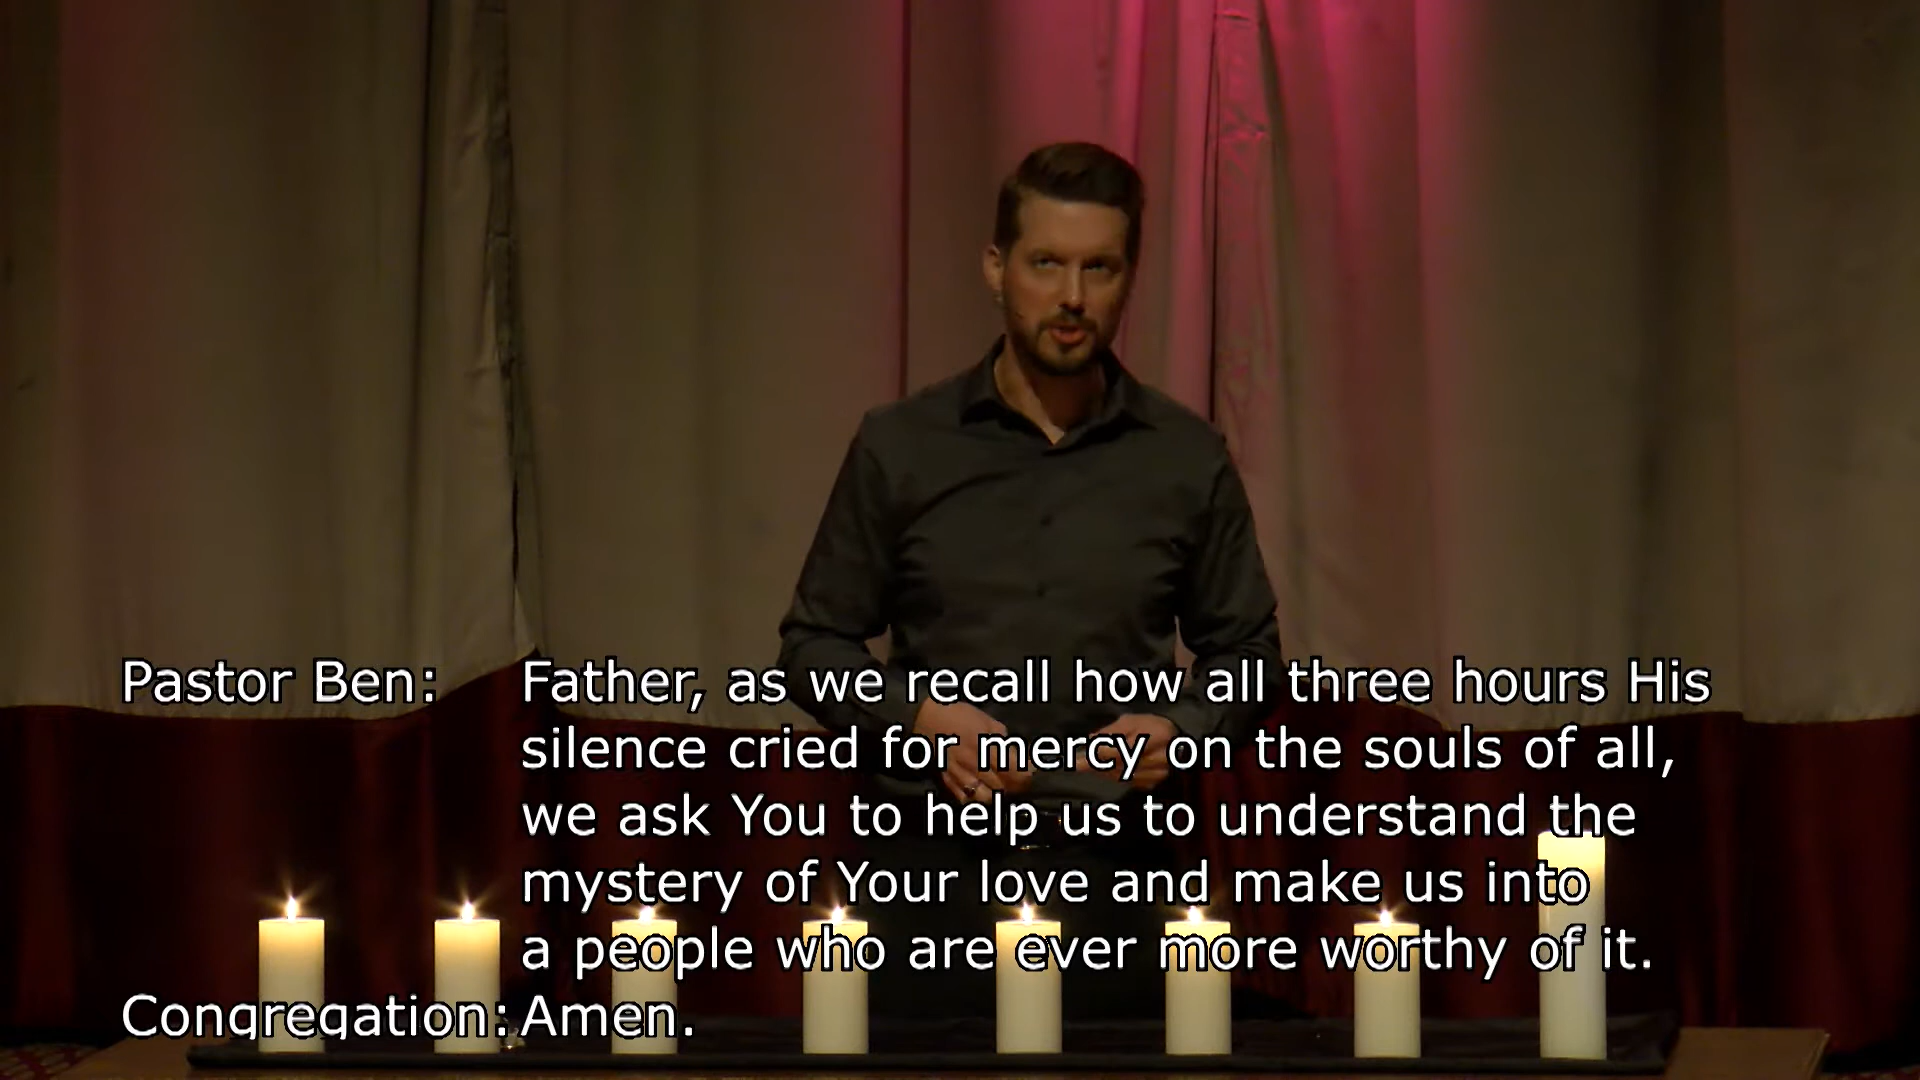 Pastor Ben: Father, as we recall how all three hours His
silence cried for mercy on the souls of all,
we ask You to help us to understand the
mystery of Your love and make us into
a people who are ever more worthy of it.
Congregation: Amen.